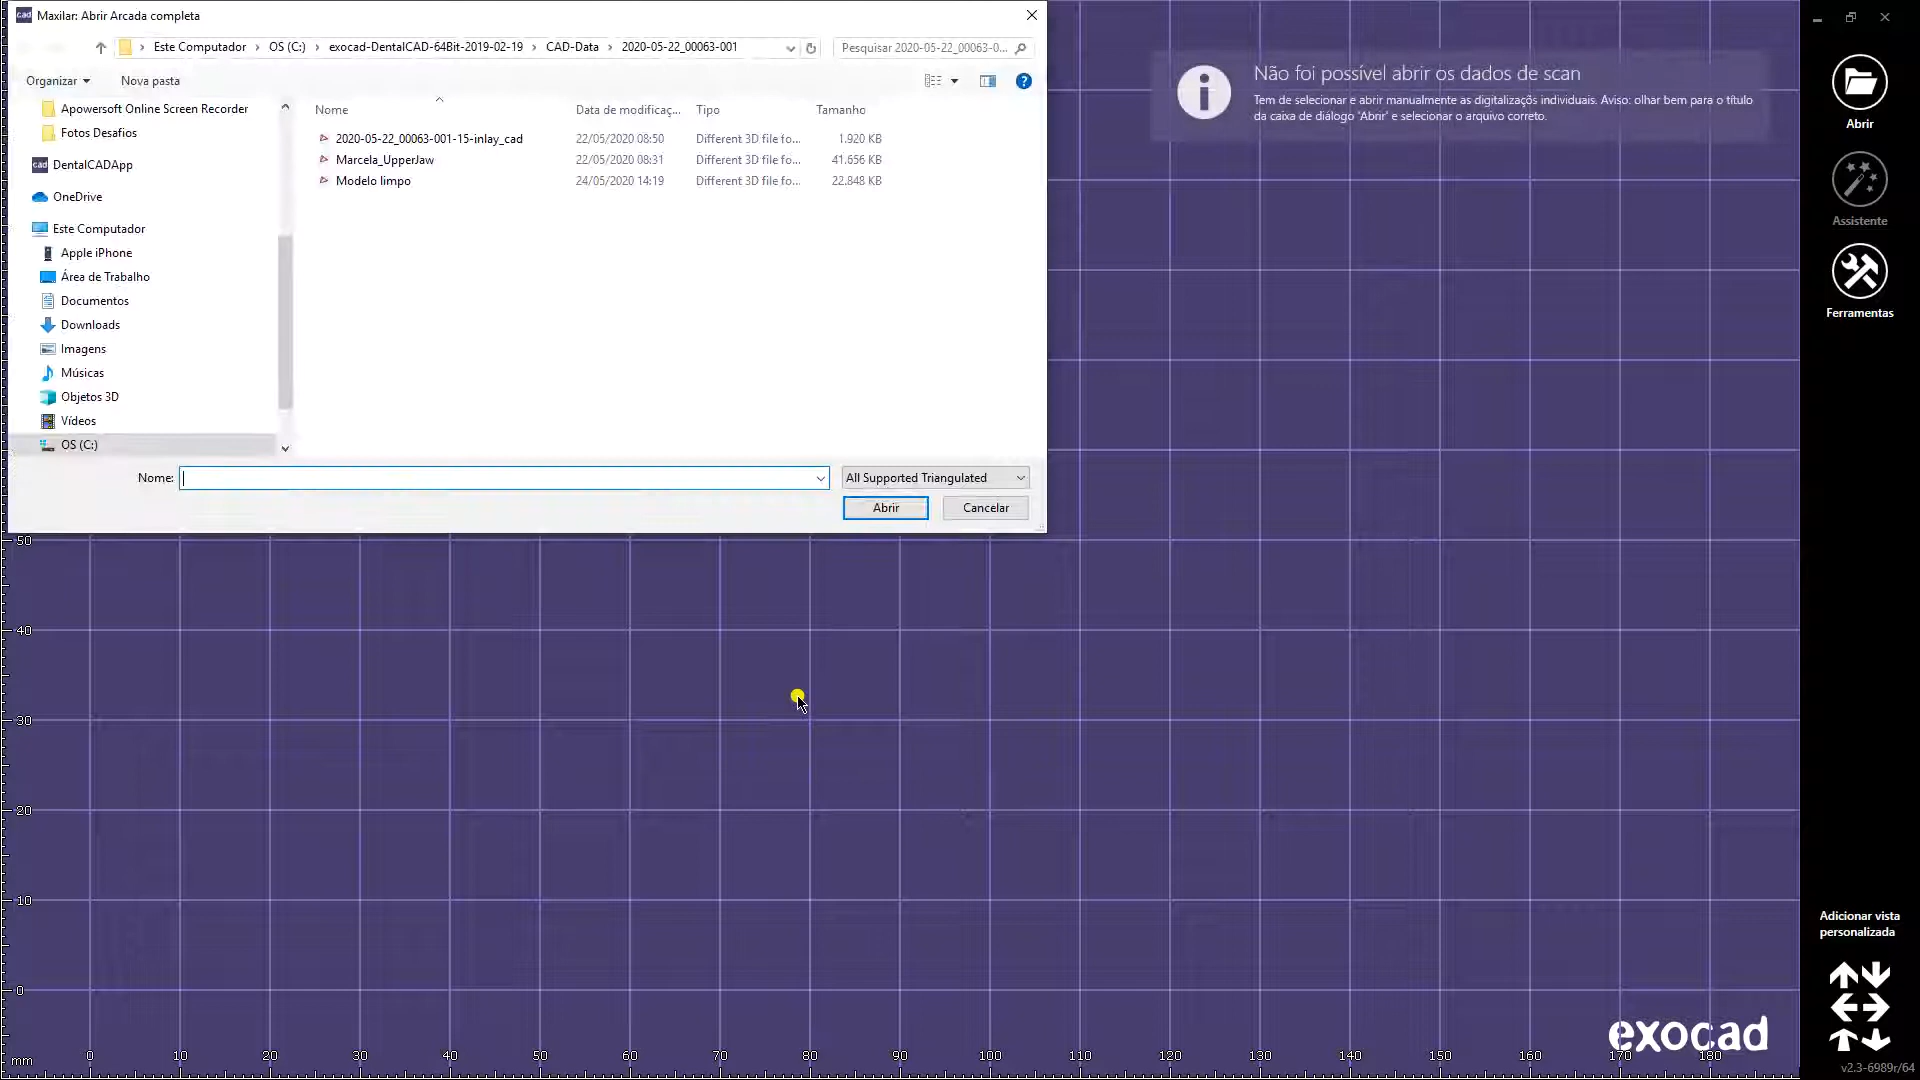 cad Maxilar: Abrir Arcada completa
Este Computador > OS (C:) > exocad-DentalCAD-64Bit-2019-02-19 > CAD-Data > 2020-05-22_00063-001
Pesquisar 2020-05-22_00063-0...
Organizar
Nova pasta
?
Apowersoft Online Screen Recorder
Fotos Desafios
cad DentalCADApp
OneDrive
Este Computador
Apple iPhone
Área de Trabalho
Documentos
Downloads
Imagens
Músicas
Objetos 3D
Vídeos
OS (C:)
Nome Data de modificaç... Tipo Tamanho
2020-05-22_00063-001-15-inlay_cad 22/05/2020 08:50 Different 3D file fo... 1.920 KB
Marcela_UpperJaw 22/05/2020 08:31 Different 3D file fo... 41.656 KB
Modelo limpo 24/05/2020 14:19 Different 3D file fo... 22.848 KB
Nome:
All Supported Triangulated
Abrir
Cancelar
Não foi possível abrir os dados de scan
Tem de selecionar e abrir manualmente as digitalizaçõs individuais. Aviso: olhar bem para o título
da caixa de diálogo 'Abrir' e selecionar o arquivo correto.
Abrir
Assistente
Ferramentas
50
40
30
20
10
0
mm 0 10 20 30 40 50 60 70 80 90 100 110 120 130 140 150 160 170 180
Adicionar vista
personalizada
exocad
v2.3-6989r/64